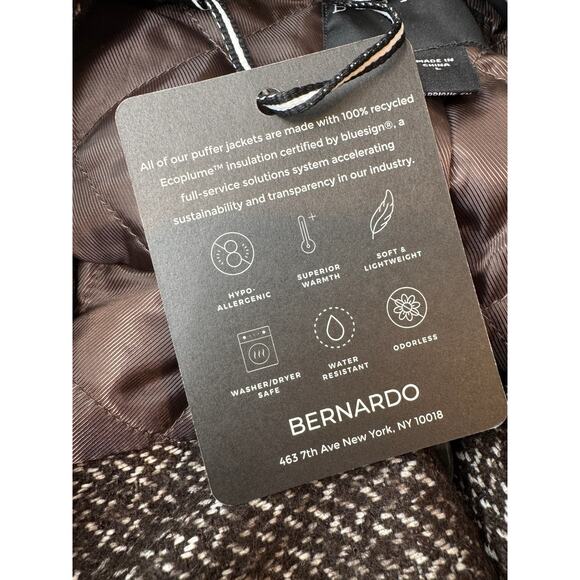 MADE IN
CHINA
L
All of our puffer jackets are made with 100% recycled
Ecoplume™ insulation certified by bluesign®, a
full-service solutions system accelerating
sustainability and transparency in our industry.
HYPO-
ALLERGENIC
SUPERIOR
WARMTH
SOFT &
LIGHTWEIGHT
WASHER/DRYER
SAFE
WATER
RESISTANT
ODORLESS
BERNARDO
463 7th Ave New York, NY 10018